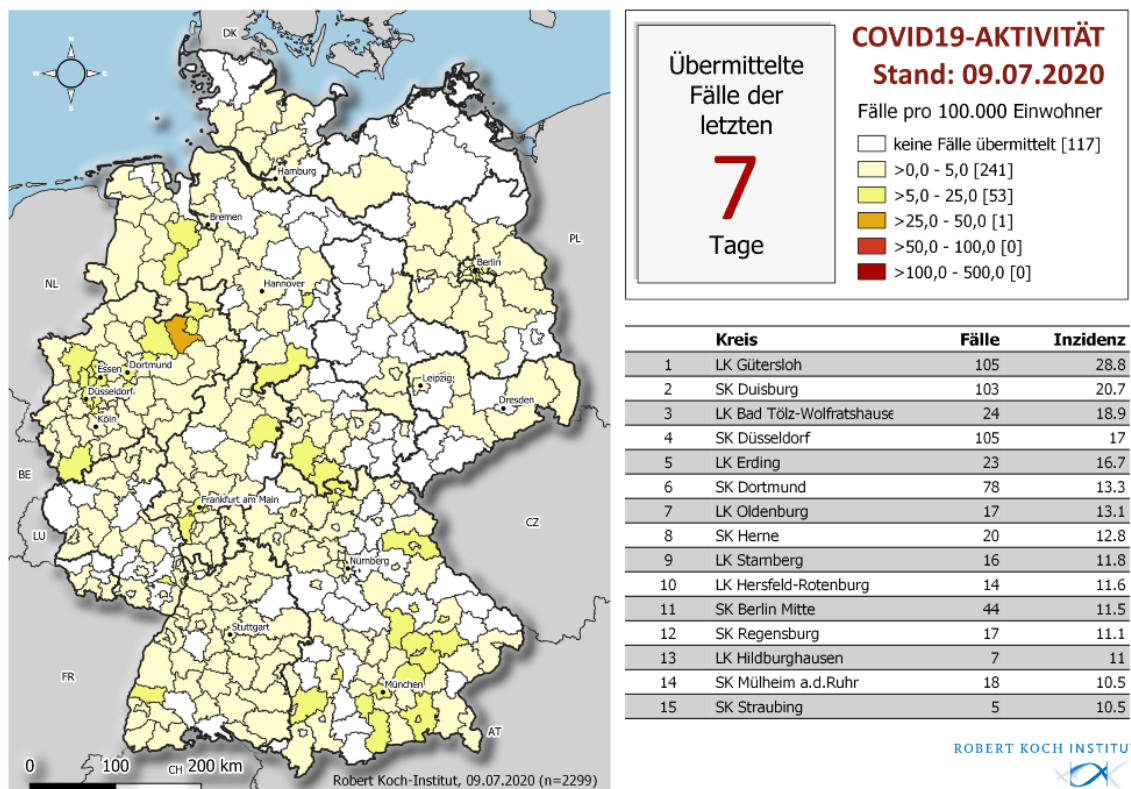 DK
N
W
E
S
Hamburg
Bremen
PL
Berlin
NL
Hannover
Essen
Dortmund
Düsseldorf
Leipzig
Dresden
Köln
BE
Frankfurt am Main
LU
CZ
Nürnberg
Stuttgart
FR
München
AT
CH
0 100 200 km
Robert Koch-Institut, 09.07.2020 (n=2299)
Übermittelte
Fälle der
letzten
7
Tage
COVID19-AKTIVITÄT
Stand: 09.07.2020
Fälle pro 100.000 Einwohner
keine Fälle übermittelt [117]
>0,0 - 5,0 [241]
>5,0 - 25,0 [53]
>25,0 - 50,0 [1]
>50,0 - 100,0 [0]
>100,0 - 500,0 [0]
Kreis Fälle Inzidenz
1 LK Gütersloh 105 28.8
2 SK Duisburg 103 20.7
3 LK Bad Tölz-Wolfratshause 24 18.9
4 SK Düsseldorf 105 17
5 LK Erding 23 16.7
6 SK Dortmund 78 13.3
7 LK Oldenburg 17 13.1
8 SK Herne 20 12.8
9 LK Starnberg 16 11.8
10 LK Hersfeld-Rotenburg 14 11.6
11 SK Berlin Mitte 44 11.5
12 SK Regensburg 17 11.1
13 LK Hildburghausen 7 11
14 SK Mülheim a.d.Ruhr 18 10.5
15 SK Straubing 5 10.5
ROBERT KOCH INSTITU